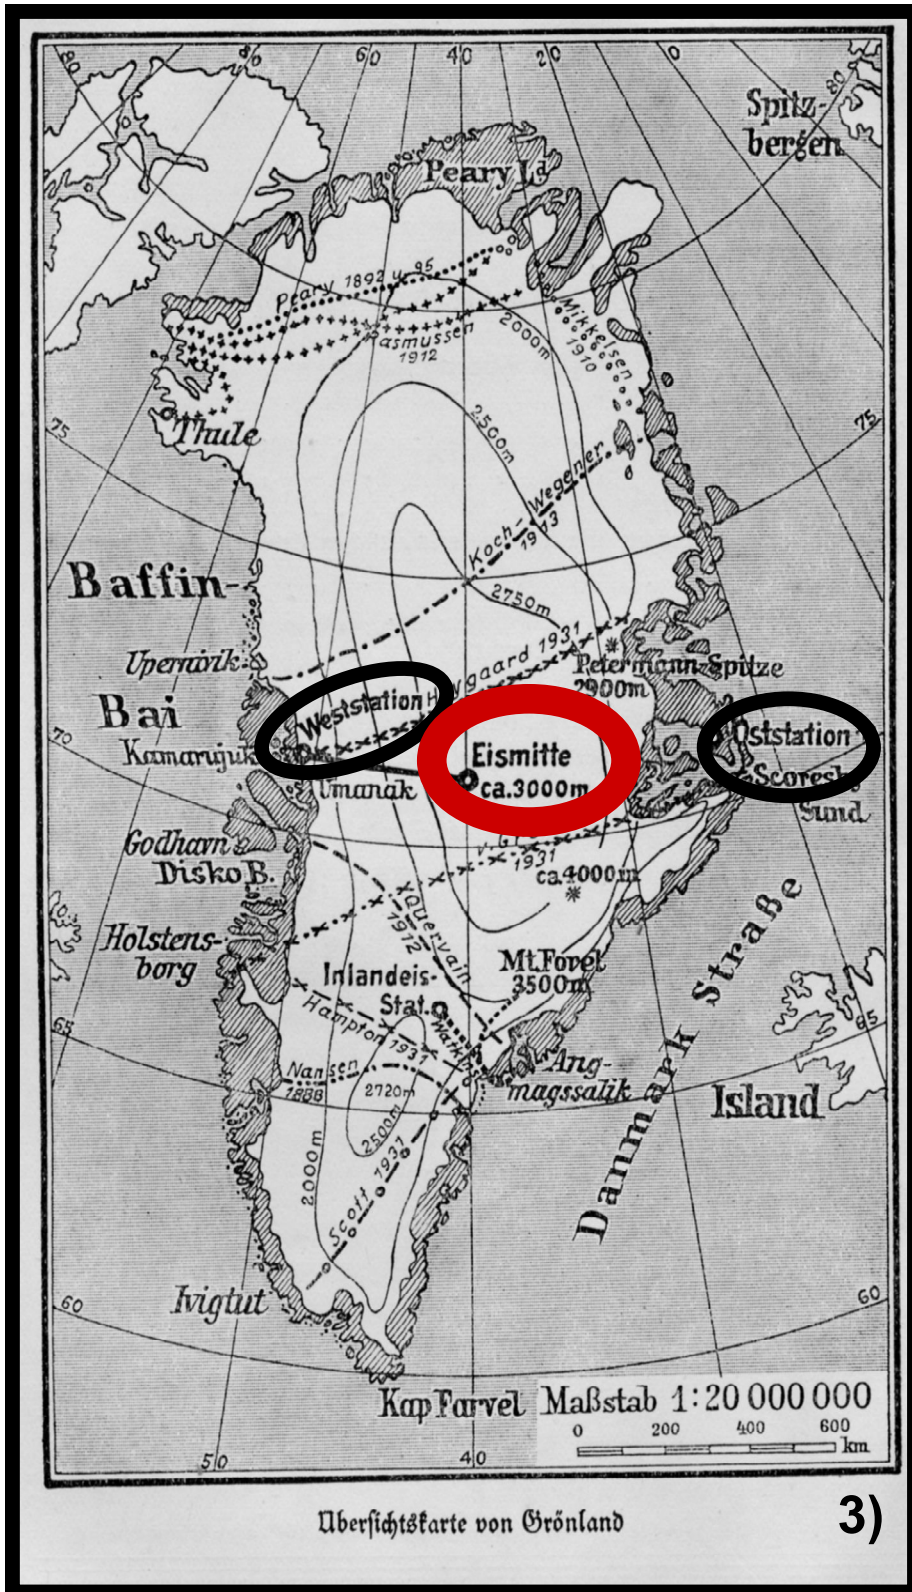 80
80
60
40
20
0
80
Spitz-
bergen
Peary Ld.
Peary 1892 u. 95
Rasmussen
1912
2000m
Mikkelsen
1910
Thule
75
75
2500m
Koch-Wegener
1913
2750m
Baffin-
Bai
Upernivik
1931
Petermann-Spitze
2900m
Weststation
Eismitte
ca.3000m
Oststation
Scoresby
Sund
70
Kamarujuk
Umanak
1931
Godhavn
Disko B.
ca.4000m
Quervain
1912
Holstens-
borg
Inlandeis-
Stat.
Mt.Forel
3500m
Hampton 1931
Watkins
65
65
Nansen
1888
2720m
2500m
Ang-
magssalik
Island
Danmark Straße
2000m
Scott 1931
Ivigtut
60
60
Kap Farvel
Maßstab 1:20 000 000
0 200 400 600
km
50
40
Übersichtskarte von Grönland
3)